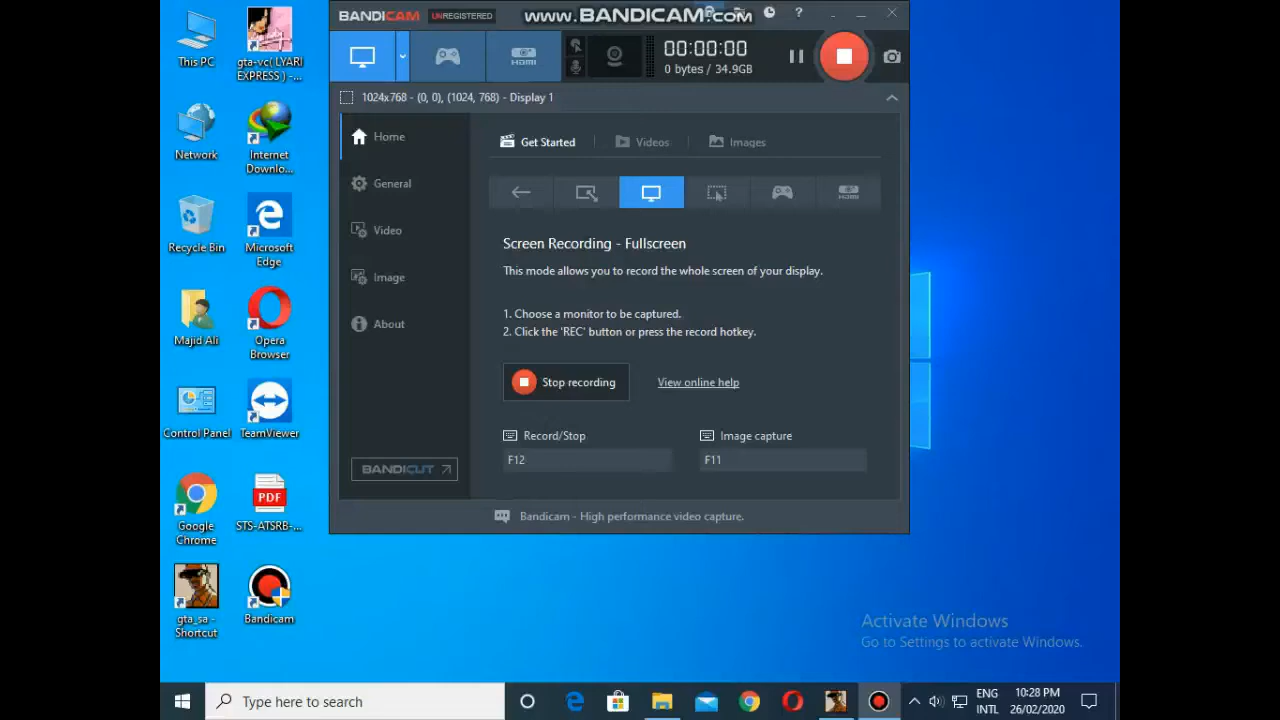 This PC
gta-vc( LYARI
EXPRESS ) -...
Network
Internet
Downlo...
Recycle Bin
Microsoft
Edge
Majid Ali
Opera
Browser
Control Panel
TeamViewer
Google
Chrome
PDF
STS-ATSRB-...
gta_sa -
Shortcut
Bandicam
BANDICAM UNREGISTERED
www.BANDICAM.com
HDMI
00:00:00
0 bytes / 34.9GB
1024x768 - (0, 0), (1024, 768) - Display 1
Home
General
Video
Image
About
BANDICUT
Get Started
Videos
Images
HDMI
Screen Recording - Fullscreen
This mode allows you to record the whole screen of your display.
1. Choose a monitor to be captured.
2. Click the 'REC' button or press the record hotkey.
Stop recording
View online help
Record/Stop
Image capture
F12
F11
Bandicam - High performance video capture.
Activate Windows
Go to Settings to activate Windows.
Type here to search
ENG
INTL
10:28 PM
26/02/2020